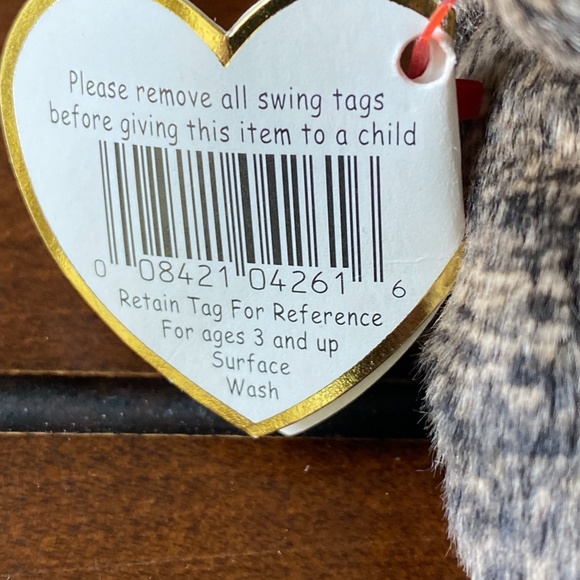 Please remove all swing tags
before giving this item to a child
0 08421 04261 6
Retain Tag For Reference
For ages 3 and up
Surface
Wash